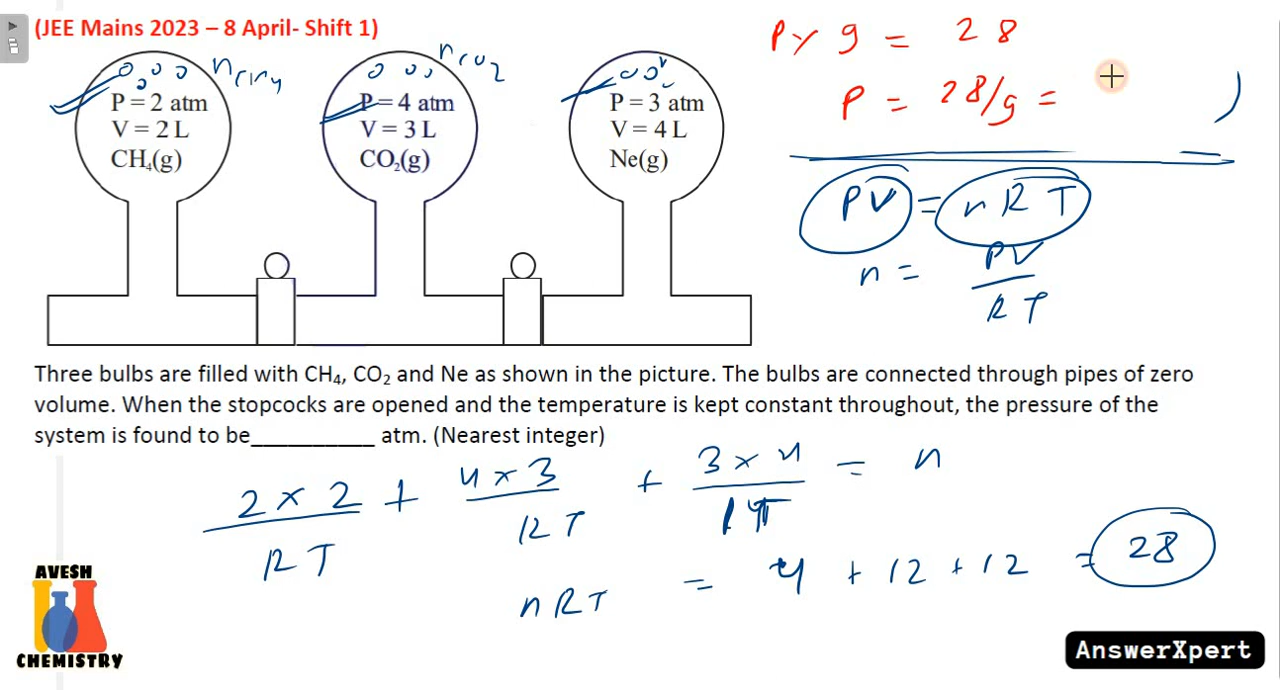 (JEE Mains 2023 – 8 April- Shift 1)
P × 9 = 28
P = 28/9 =
nCH4
nCO2
P = 2 atm
V = 2 L
CH₄(g)
P = 4 atm
V = 3 L
CO₂(g)
P = 3 atm
V = 4 L
Ne(g)
PV = nRT
n = PV
RT
Three bulbs are filled with CH₄, CO₂ and Ne as shown in the picture. The bulbs are connected through pipes of zero
volume. When the stopcocks are opened and the temperature is kept constant throughout, the pressure of the
system is found to be__________ atm. (Nearest integer)
2 × 2 + 4 × 3 + 3 × 4 = n
RT RT RT
nRT = 4 + 12 + 12 = 28
AVESH
CHEMISTRY
AnswerXpert